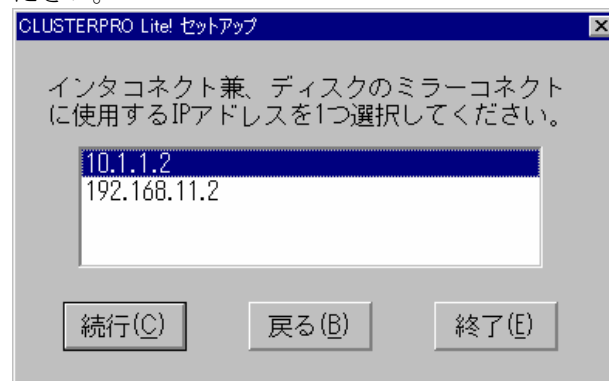 ださい。
CLUSTERPRO Lite! セットアップ
インタコネクト兼、ディスクのミラーコネクト
に使用するIPアドレスを1つ選択してください。
10.1.1.2
192.168.11.2
続行(C) 戻る(B) 終了(E)